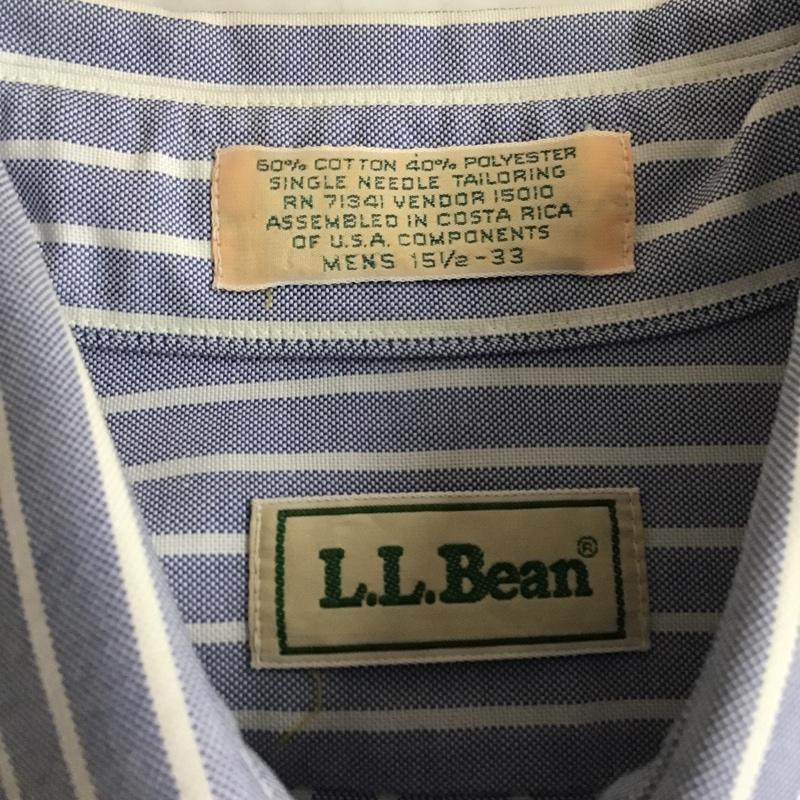 60% COTTON 40% POLYESTER
SINGLE NEEDLE TAILORING
RN 71341 VENDOR 15010
ASSEMBLED IN COSTA RICA
OF U.S.A. COMPONENTS
MENS 15½-33
L.L.Bean®